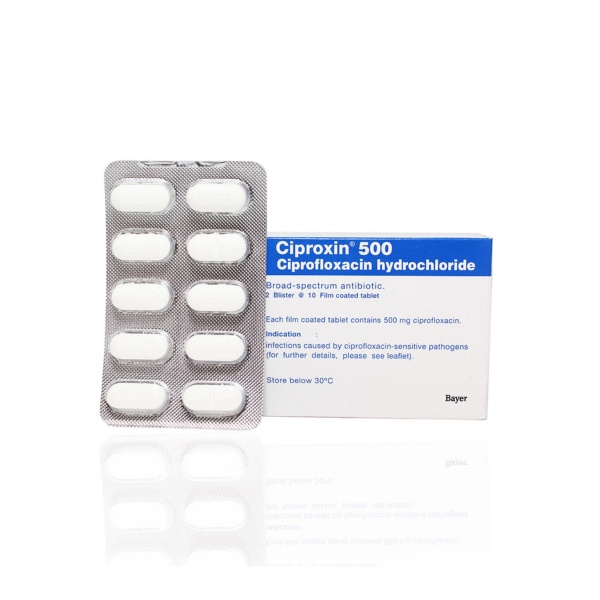 Ciproxin® 500
Ciprofloxacin hydrochloride
Broad-spectrum antibiotic.
2 Blister @ 10 Film coated tablet
Each film coated tablet contains 500 mg ciprofloxacin.
Indication :
infections caused by ciprofloxacin-sensitive pathogens
(for further details, please see leaflet).
Store below 30ºC
Bayer